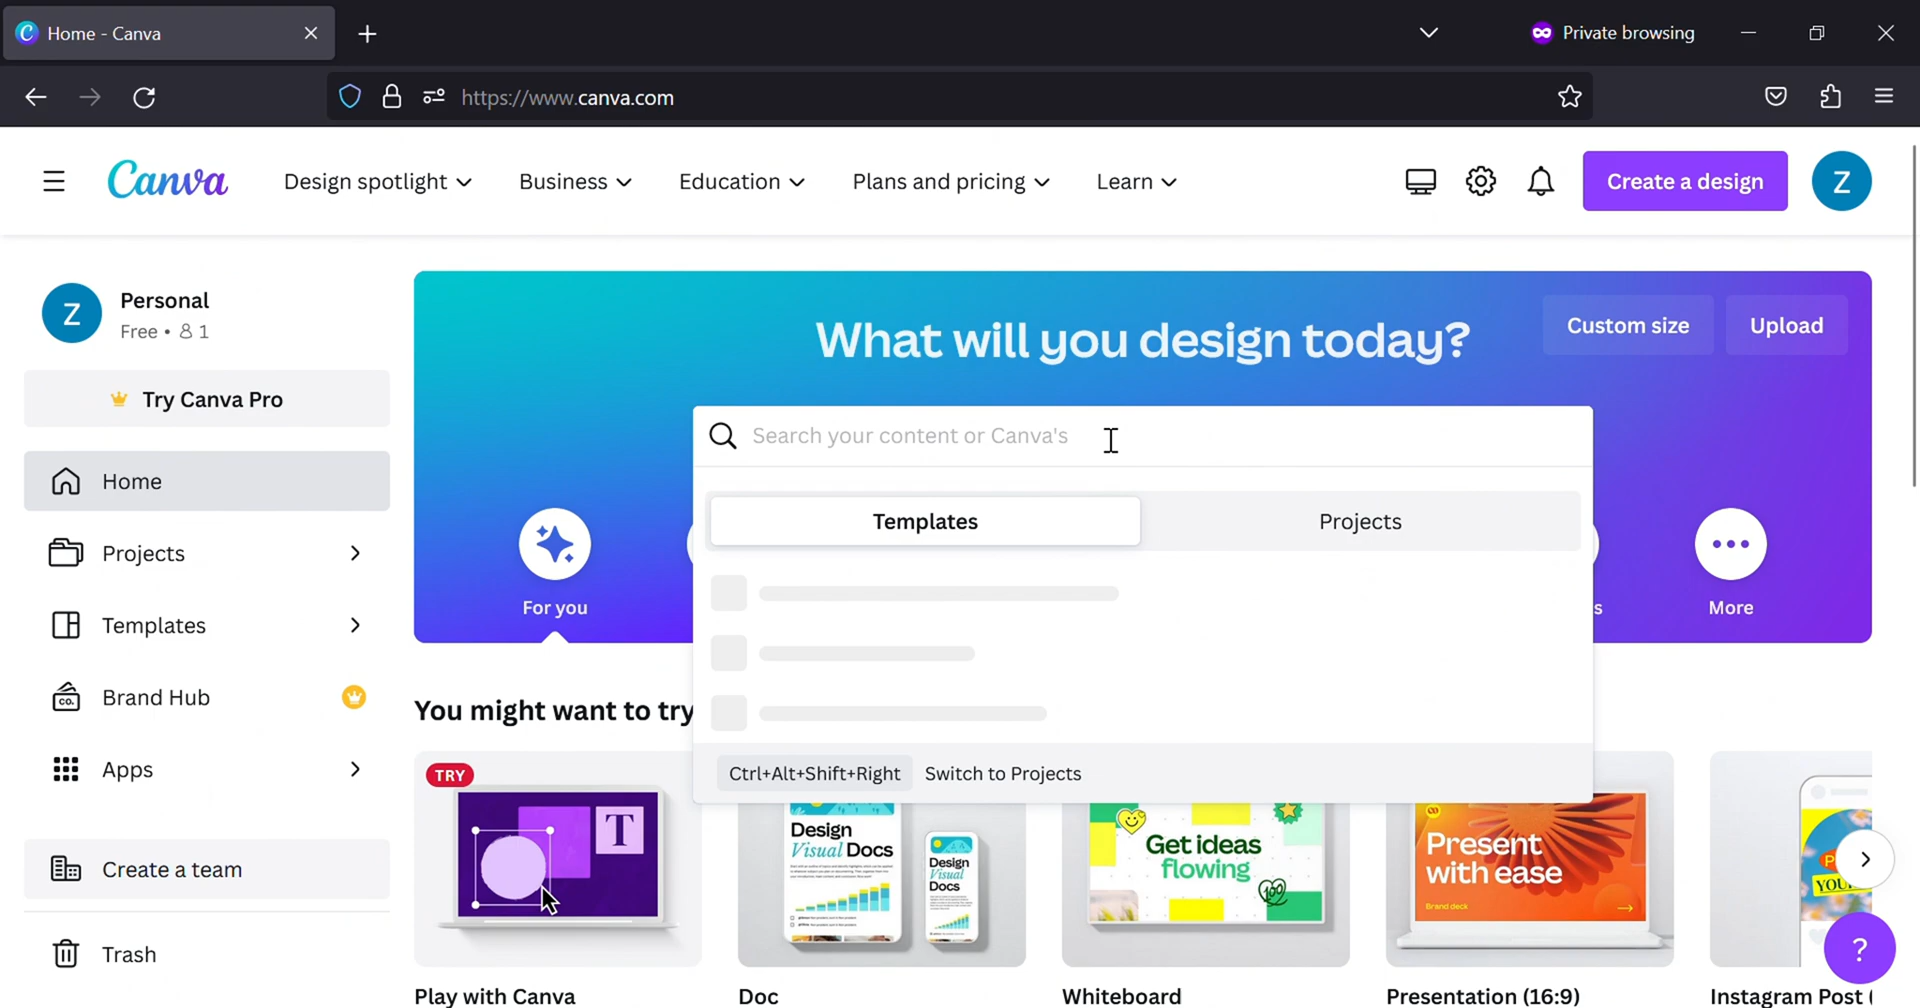 Home - Canva
Private browsing
https://www.canva.com
Canva
Design spotlight
Business
Education
Plans and pricing
Learn
Create a design
Z
Z
Personal
Free • 1
Try Canva Pro
Home
Projects
Templates
Brand Hub
CO.
Apps
Create a team
Trash
What will you design today?
Custom size
Upload
Search your content or Canva's
Templates
Projects
For you
s
More
Ctrl+Alt+Shift+Right Switch to Projects
You might want to try
TRY
T
Design
Visual Docs
Design
Visual
Docs
Get ideas
flowing
100
Present
with ease
Brand deck
?
Play with Canva
Doc
Whiteboard
Presentation (16:9)
Instagram Post (